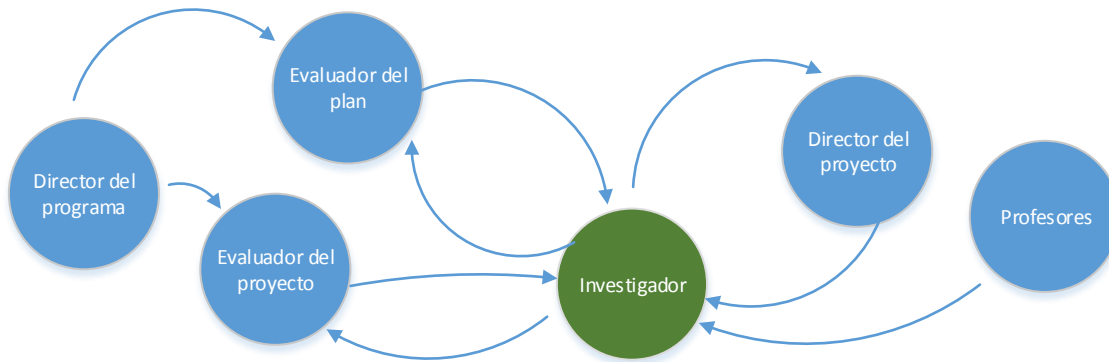 Evaluador del
plan
Director del
proyecto
Director del
programa
Profesores
Evaluador del
proyecto
Investigador